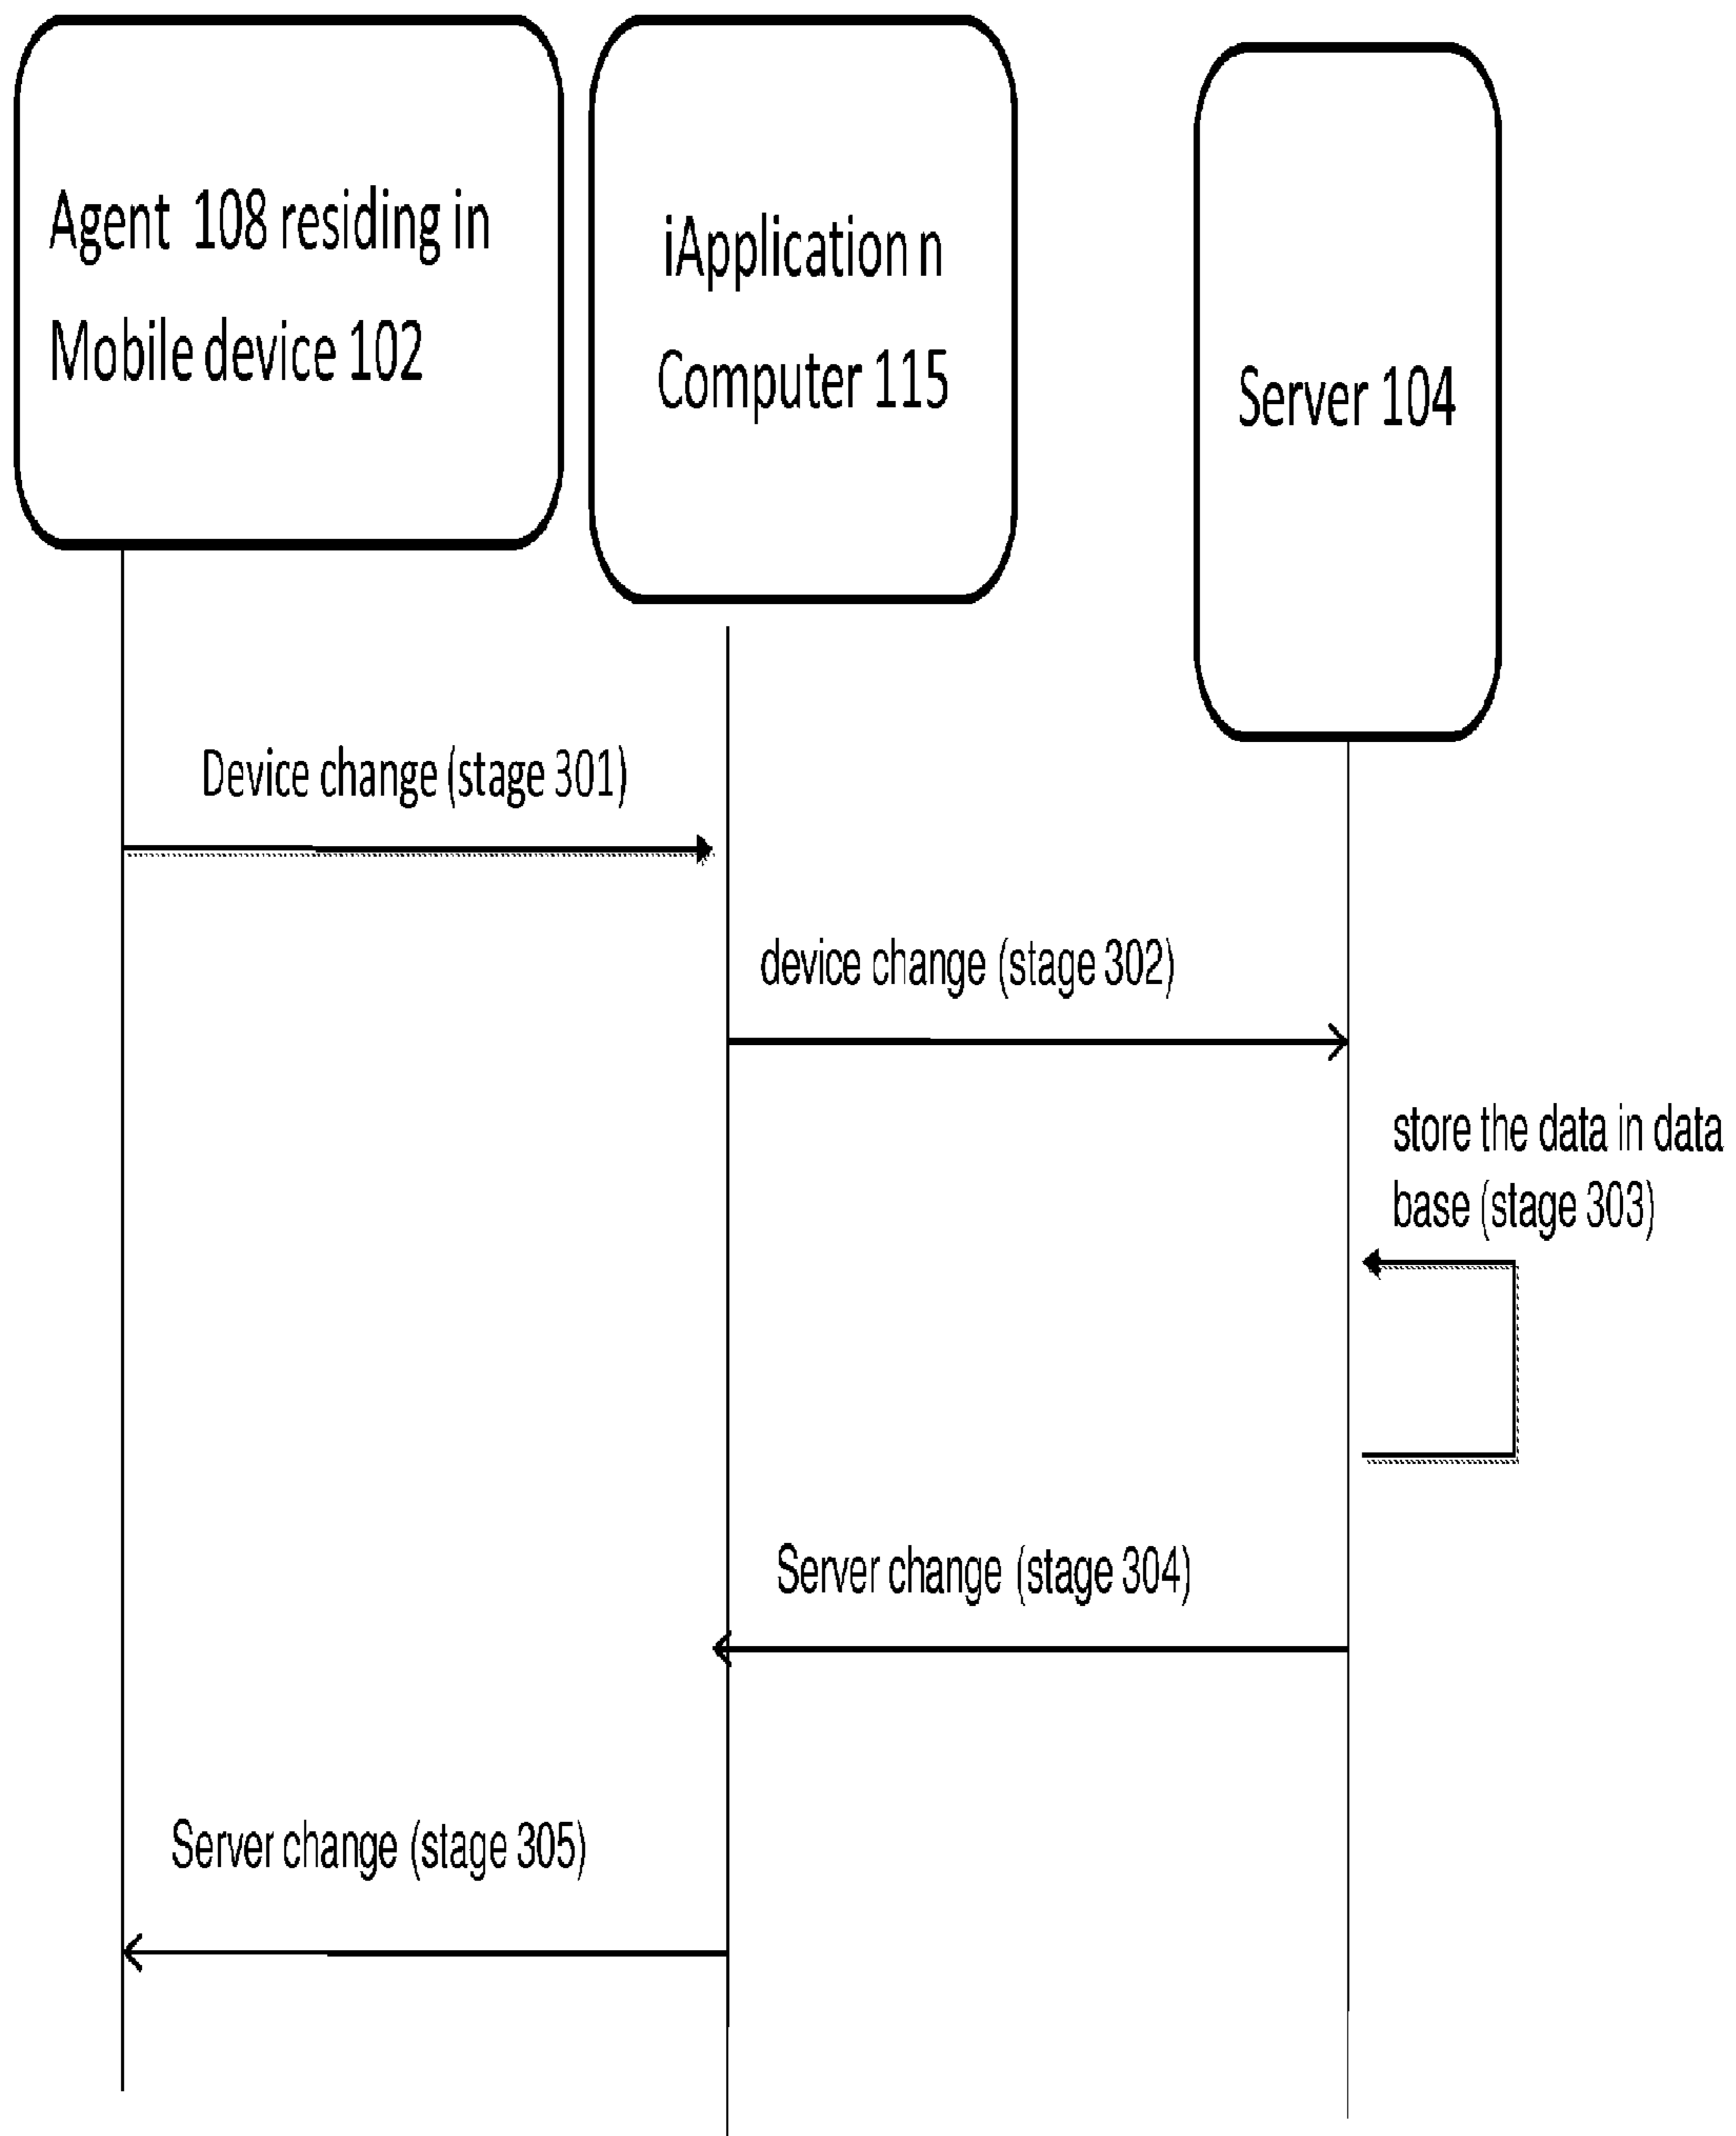 Agent 108 residing in
Mobile device 102
iApplication n
Computer 115
Server 104
Device change (stage 301)
device change (stage 302)
store the data in data
base (stage 303)
Server change (stage 304)
Server change (stage 305)